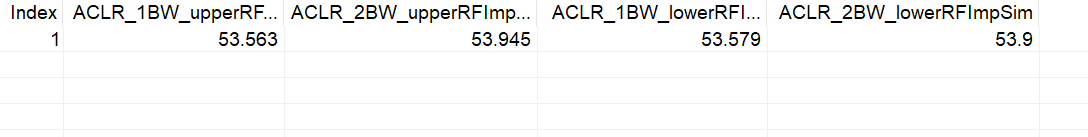 Index ACLR_1BW_upperRF... ACLR_2BW_upperRFImp... ACLR_1BW_lowerRFI... ACLR_2BW_lowerRFImpSim
1 53.563 53.945 53.579 53.9